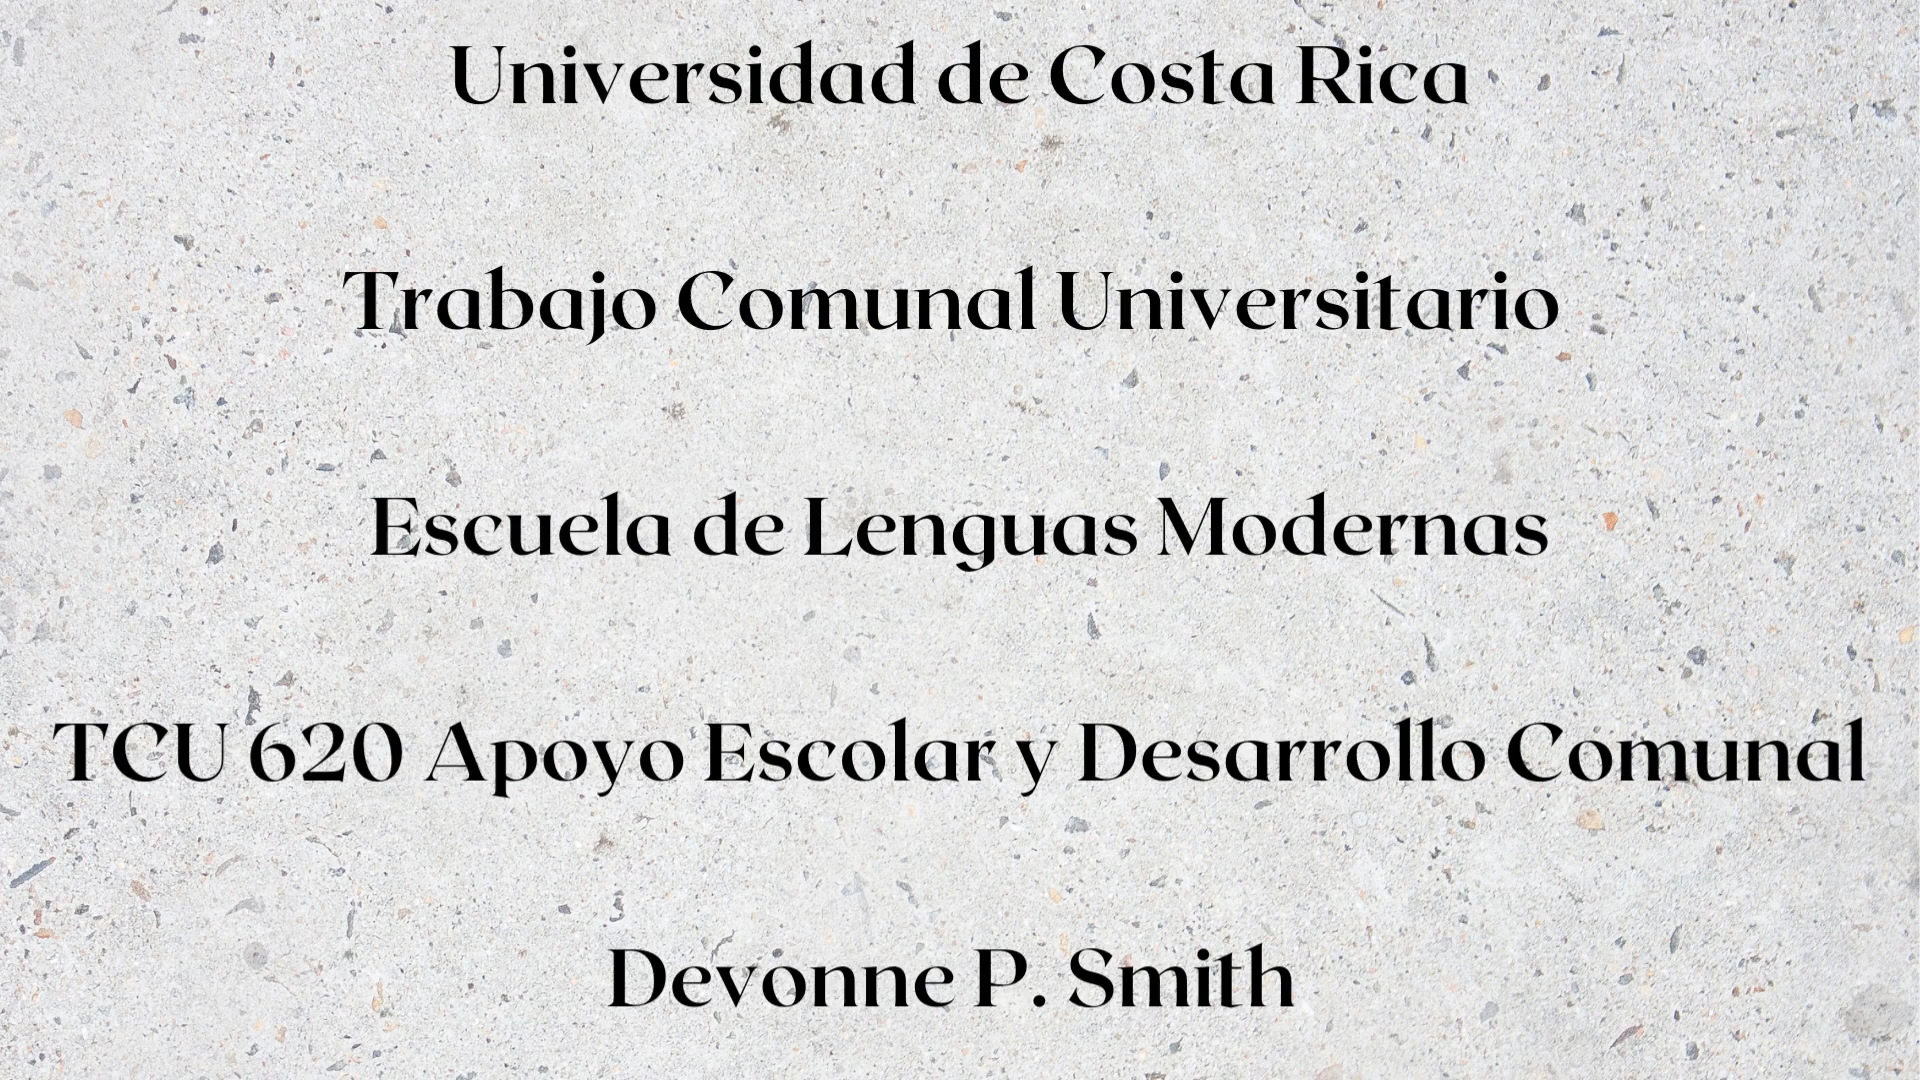 Universidad de Costa Rica
Trabajo Comunal Universitario
Escuela de Lenguas Modernas
TCU 620 Apoyo Escolar y Desarrollo Comunal
Devonne P. Smith